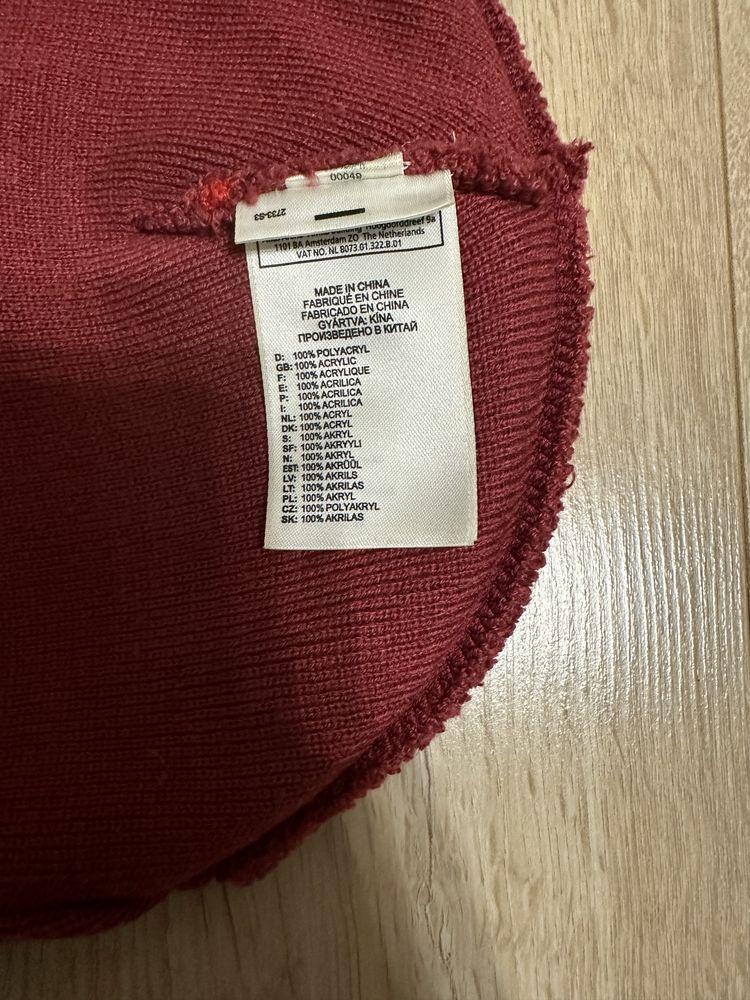 00049
2733-S3
Hoogoorddreef 9a
1101 BA Amsterdam ZO The Netherlands
VAT NO. NL 8073.01.322.B.01
MADE IN CHINA
FABRIQUÉ EN CHINE
FABRICADO EN CHINA
GYÁRTVA: KÍNA
ПРОИЗВЕДЕНО В КИТАЙ
D: 100% POLYACRYL
GB: 100% ACRYLIC
F: 100% ACRYLIQUE
E: 100% ACRILICA
P: 100% ACRILICA
I: 100% ACRILICA
NL: 100% ACRYL
DK: 100% ACRYL
S: 100% AKRYL
SF: 100% AKRYYLI
N: 100% AKRYL
EST: 100% AKRÜÜL
LV: 100% AKRILS
LT: 100% AKRILAS
PL: 100% AKRYL
CZ: 100% POLYAKRYL
SK: 100% AKRILAS